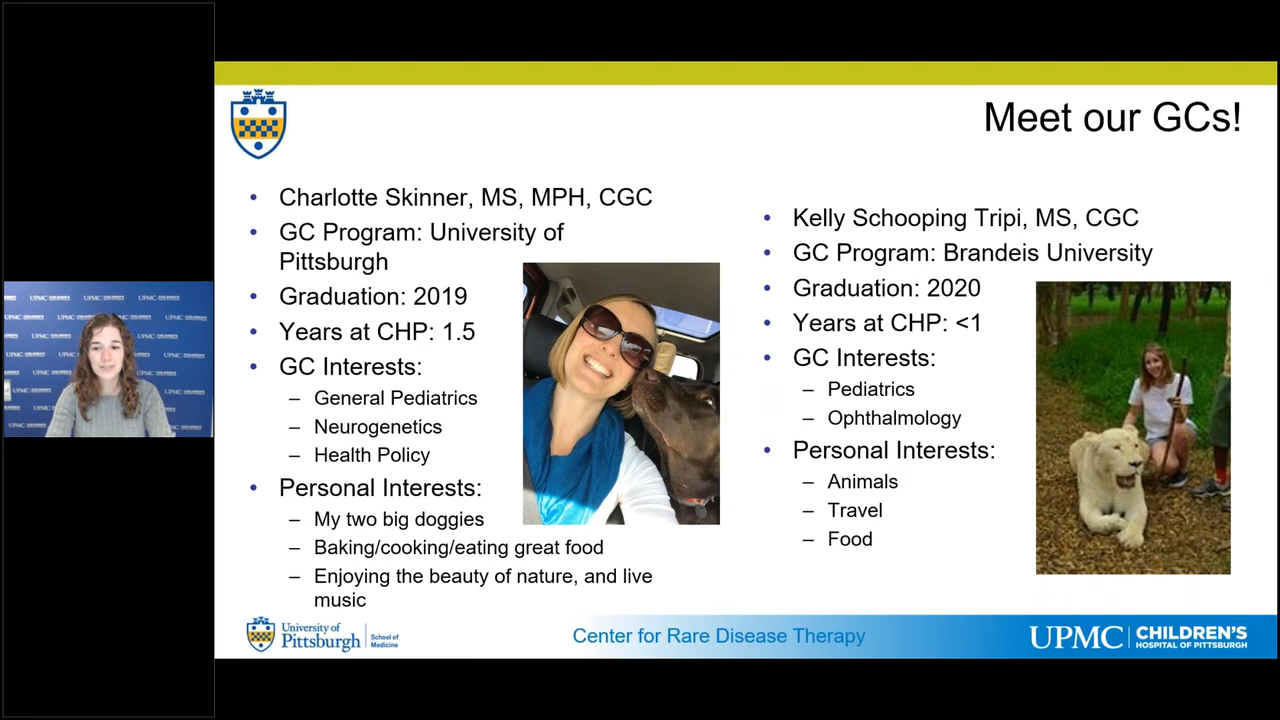 Meet our GCs!
• Charlotte Skinner, MS, MPH, CGC
• GC Program: University of
Pittsburgh
• Graduation: 2019
• Years at CHP: 1.5
• GC Interests:
– General Pediatrics
– Neurogenetics
– Health Policy
• Personal Interests:
– My two big doggies
– Baking/cooking/eating great food
– Enjoying the beauty of nature, and live
music
• Kelly Schooping Tripi, MS, CGC
• GC Program: Brandeis University
• Graduation: 2020
• Years at CHP: <1
• GC Interests:
– Pediatrics
– Ophthalmology
• Personal Interests:
– Animals
– Travel
– Food
University of
Pittsburgh
School of
Medicine
Center for Rare Disease Therapy
UPMC
CHILDREN'S
HOSPITAL OF PITTSBURGH